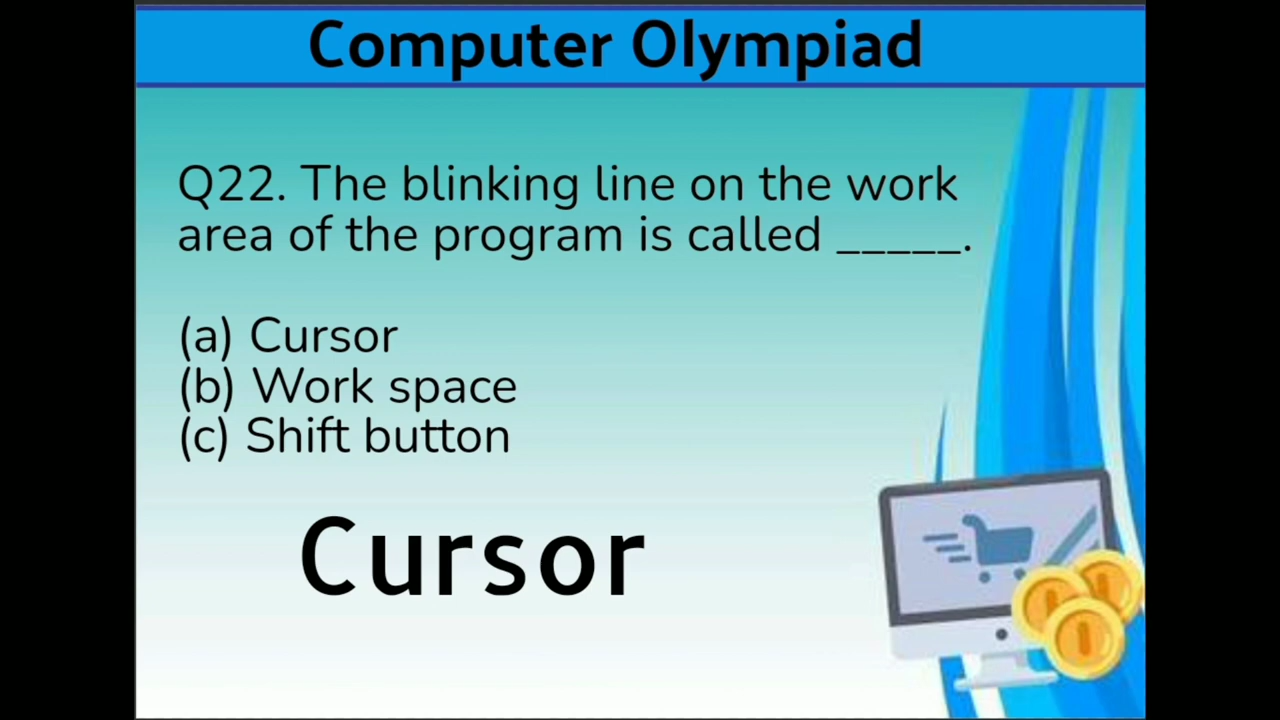 Computer Olympiad
Q22. The blinking line on the work
area of the program is called _____.
(a) Cursor
(b) Work space
(c) Shift button
Cursor